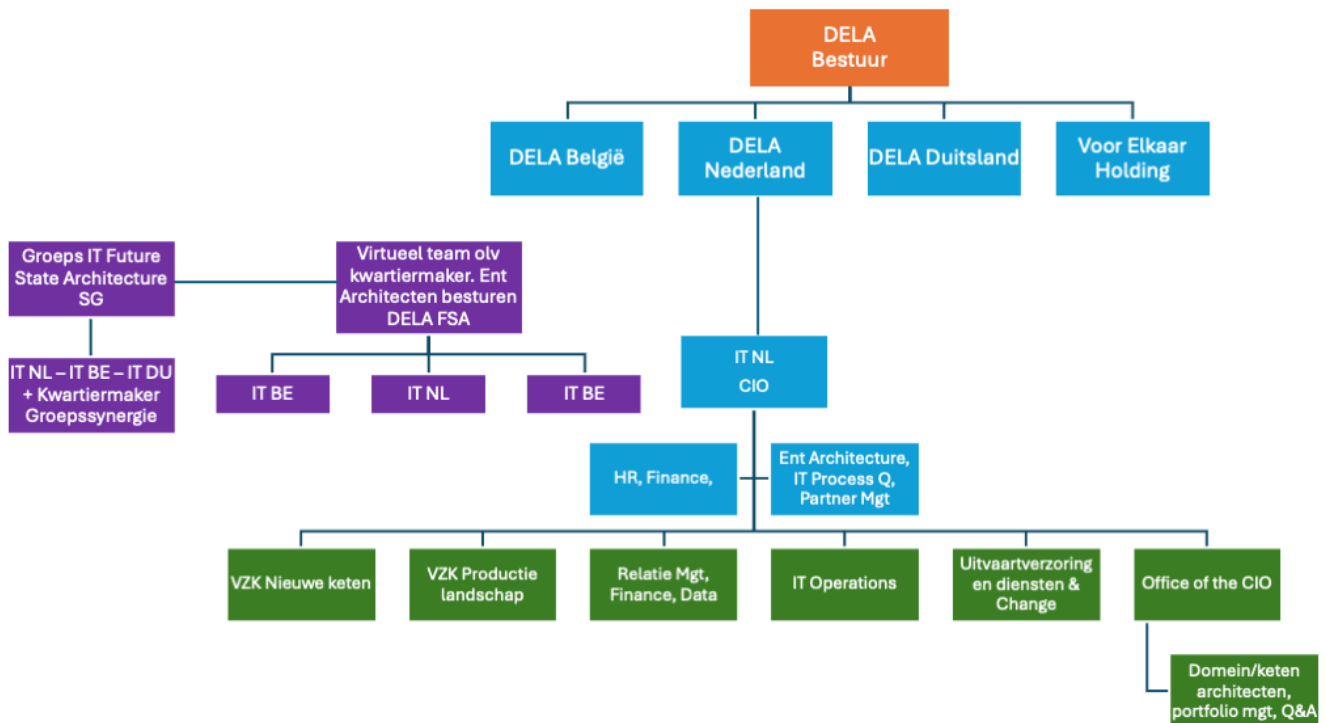 DELA
Bestuur
DELA België
DELA
Nederland
DELA Duitsland
Voor Elkaar
Holding
Groeps IT Future
State Architecture
SG
Virtueel team olv
kwartiermaker. Ent
Architecten besturen
DELA FSA
IT NL – IT BE – IT DU
+ Kwartiermaker
Groepssynergie
IT BE
IT NL
IT BE
IT NL
CIO
HR, Finance,
Ent Architecture,
IT Process Q,
Partner Mgt
VZK Nieuwe keten
VZK Productie
landschap
Relatie Mgt,
Finance, Data
IT Operations
Uitvaartverzoring
en diensten &
Change
Office of the CIO
Domein/keten
architecten,
portfolio mgt, Q&A